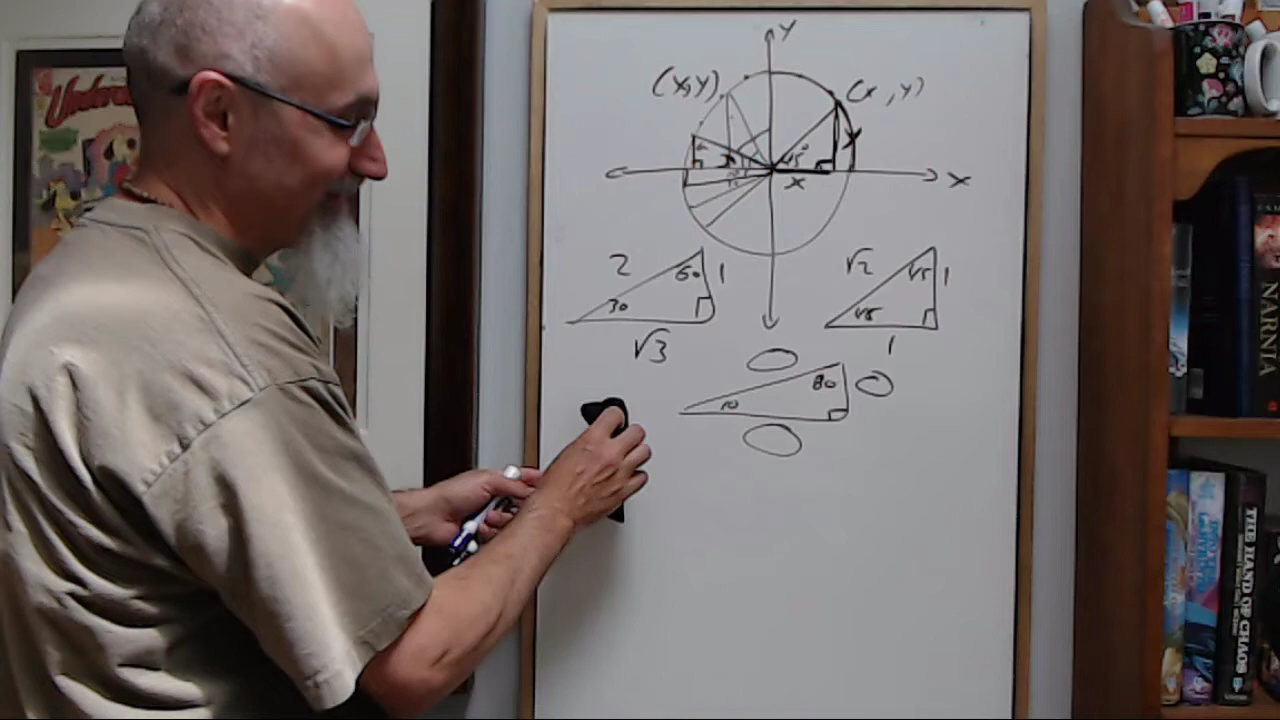 Y
(x,y)
(x, y)
45°
y
x
x
2
60
1
30
√3
√2
45
1
45
1
80
10
NARNIA
THE HAND OF CHAOS